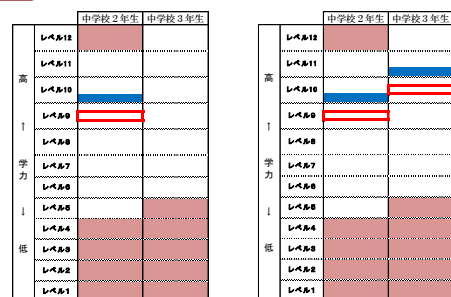 中学校２年生 中学校３年生
レベル12
レベル11
レベル10
レベル9
レベル8
レベル7
レベル6
レベル5
レベル4
レベル3
レベル2
レベル1
高
↑
学力
↓
低
中学校２年生 中学校３年生
レベル12
レベル11
レベル10
レベル9
レベル8
レベル7
レベル6
レベル5
レベル4
レベル3
レベル2
レベル1
高
↑
学力
↓
低